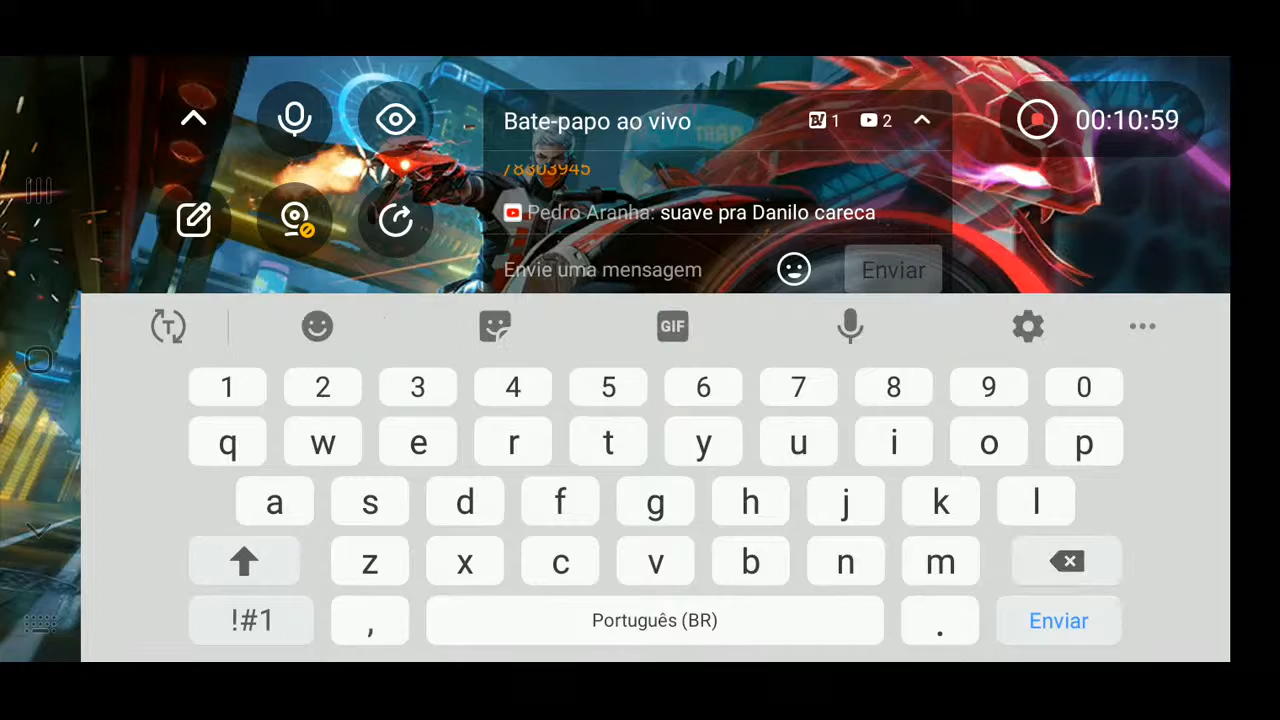 Bate-papo ao vivo
1
2
00:10:59
78303945
Pedro Aranha: suave pra Danilo careca
Envie uma mensagem
Enviar
T
GIF
1 2 3 4 5 6 7 8 9 0
q w e r t y u i o p
a s d f g h j k l
z x c v b n m
!#1 , Português (BR) . Enviar